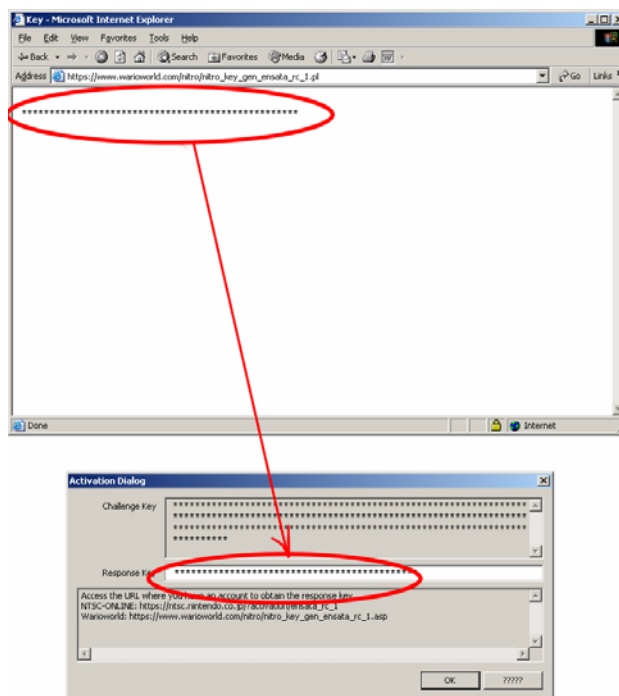 Key - Microsoft Internet Explorer
File Edit View Favorites Tools Help
Back Search Favorites Media
Address https://www.warioworld.com/nitro/nitro_key_gen_ensata_rc_1.pl Go Links
**************************************************
Done Internet
Activation Dialog
Challenge Key
****************************************************************
****************************************************************
****************************************************************
**********
Response Key ********************************************
Access the URL where you have an account to obtain the response key.
NTSC-ONLINE: https://ntsc.nintendo.co.jp/ractivation/ensata_rc_1
Warioworld: https://www.warioworld.com/nitro/nitro_key_gen_ensata_rc_1.asp
OK ?????